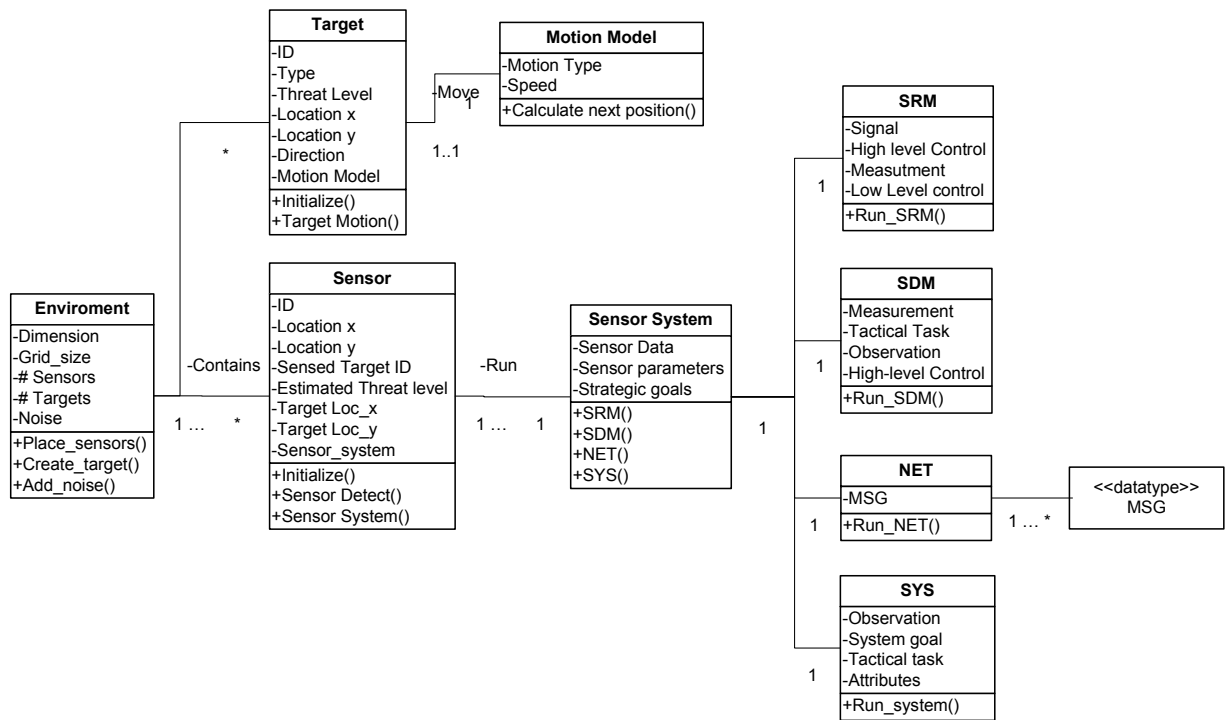 Target
-ID
-Type
-Threat Level
-Location x
-Location y
-Direction
-Motion Model
+Initialize()
+Target Motion()
Motion Model
-Motion Type
-Speed
+Calculate next position()
-Move
1
1..1
*
Enviroment
-Dimension
-Grid_size
-# Sensors
-# Targets
-Noise
+Place_sensors()
+Create_target()
+Add_noise()
-Contains
1 ...
*
Sensor
-ID
-Location x
-Location y
-Sensed Target ID
-Estimated Threat level
-Target Loc_x
-Target Loc_y
-Sensor_system
+Initialize()
+Sensor Detect()
+Sensor System()
-Run
1 ...
1
Sensor System
-Sensor Data
-Sensor parameters
-Strategic goals
+SRM()
+SDM()
+NET()
+SYS()
1
SRM
-Signal
-High level Control
-Measutment
-Low Level control
+Run_SRM()
1
SDM
-Measurement
-Tactical Task
-Observation
-High-level Control
+Run_SDM()
1
NET
-MSG
+Run_NET()
1
1 ... *
<<datatype>>
MSG
SYS
-Observation
-System goal
-Tactical task
-Attributes
+Run_system()
1